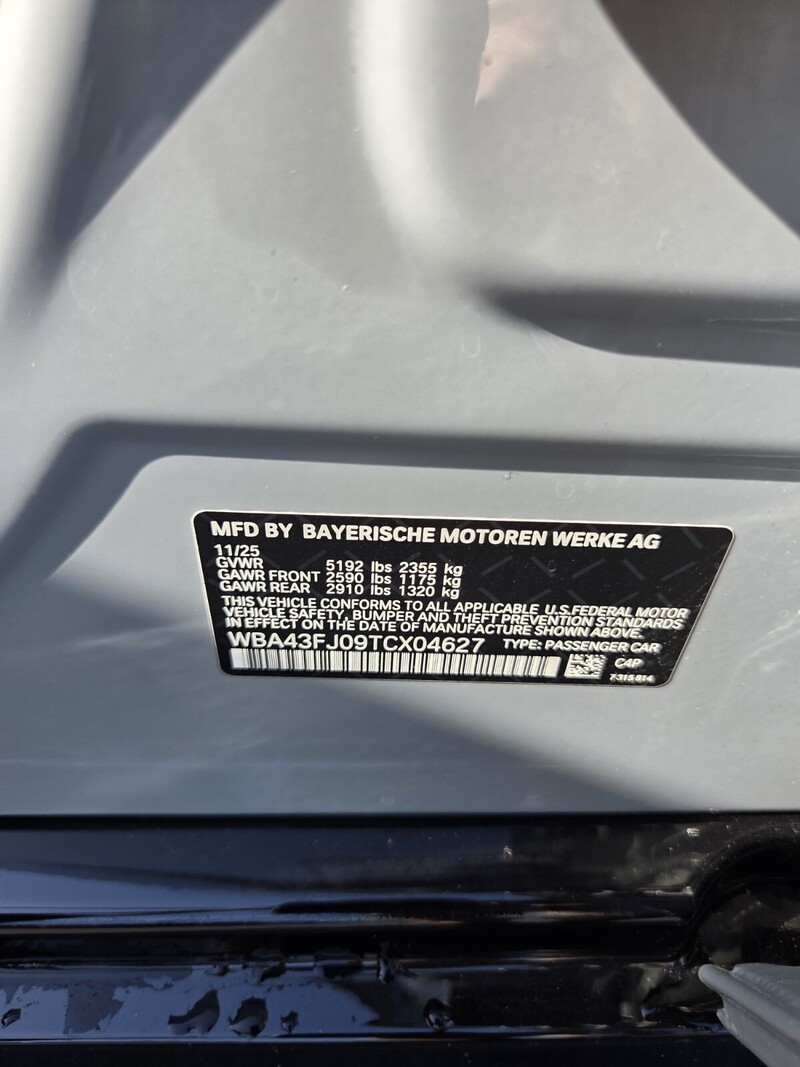 MFD BY BAYERISCHE MOTOREN WERKE AG
11/25
GVWR 5192 lbs 2355 kg
GAWR FRONT 2590 lbs 1175 kg
GAWR REAR 2910 lbs 1320 kg
THIS VEHICLE CONFORMS TO ALL APPLICABLE U.S.FEDERAL MOTOR
VEHICLE SAFETY, BUMPER AND THEFT PREVENTION STANDARDS
IN EFFECT ON THE DATE OF MANUFACTURE SHOWN ABOVE.
WBA43FJ09TCX04627 TYPE: PASSENGER CAR
C4P
7315814